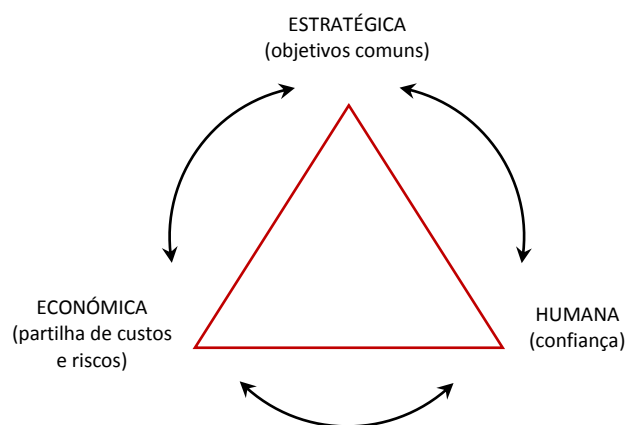 ESTRATÉGICA
(objetivos comuns)
ECONÓMICA
(partilha de custos
e riscos)
HUMANA
(confiança)